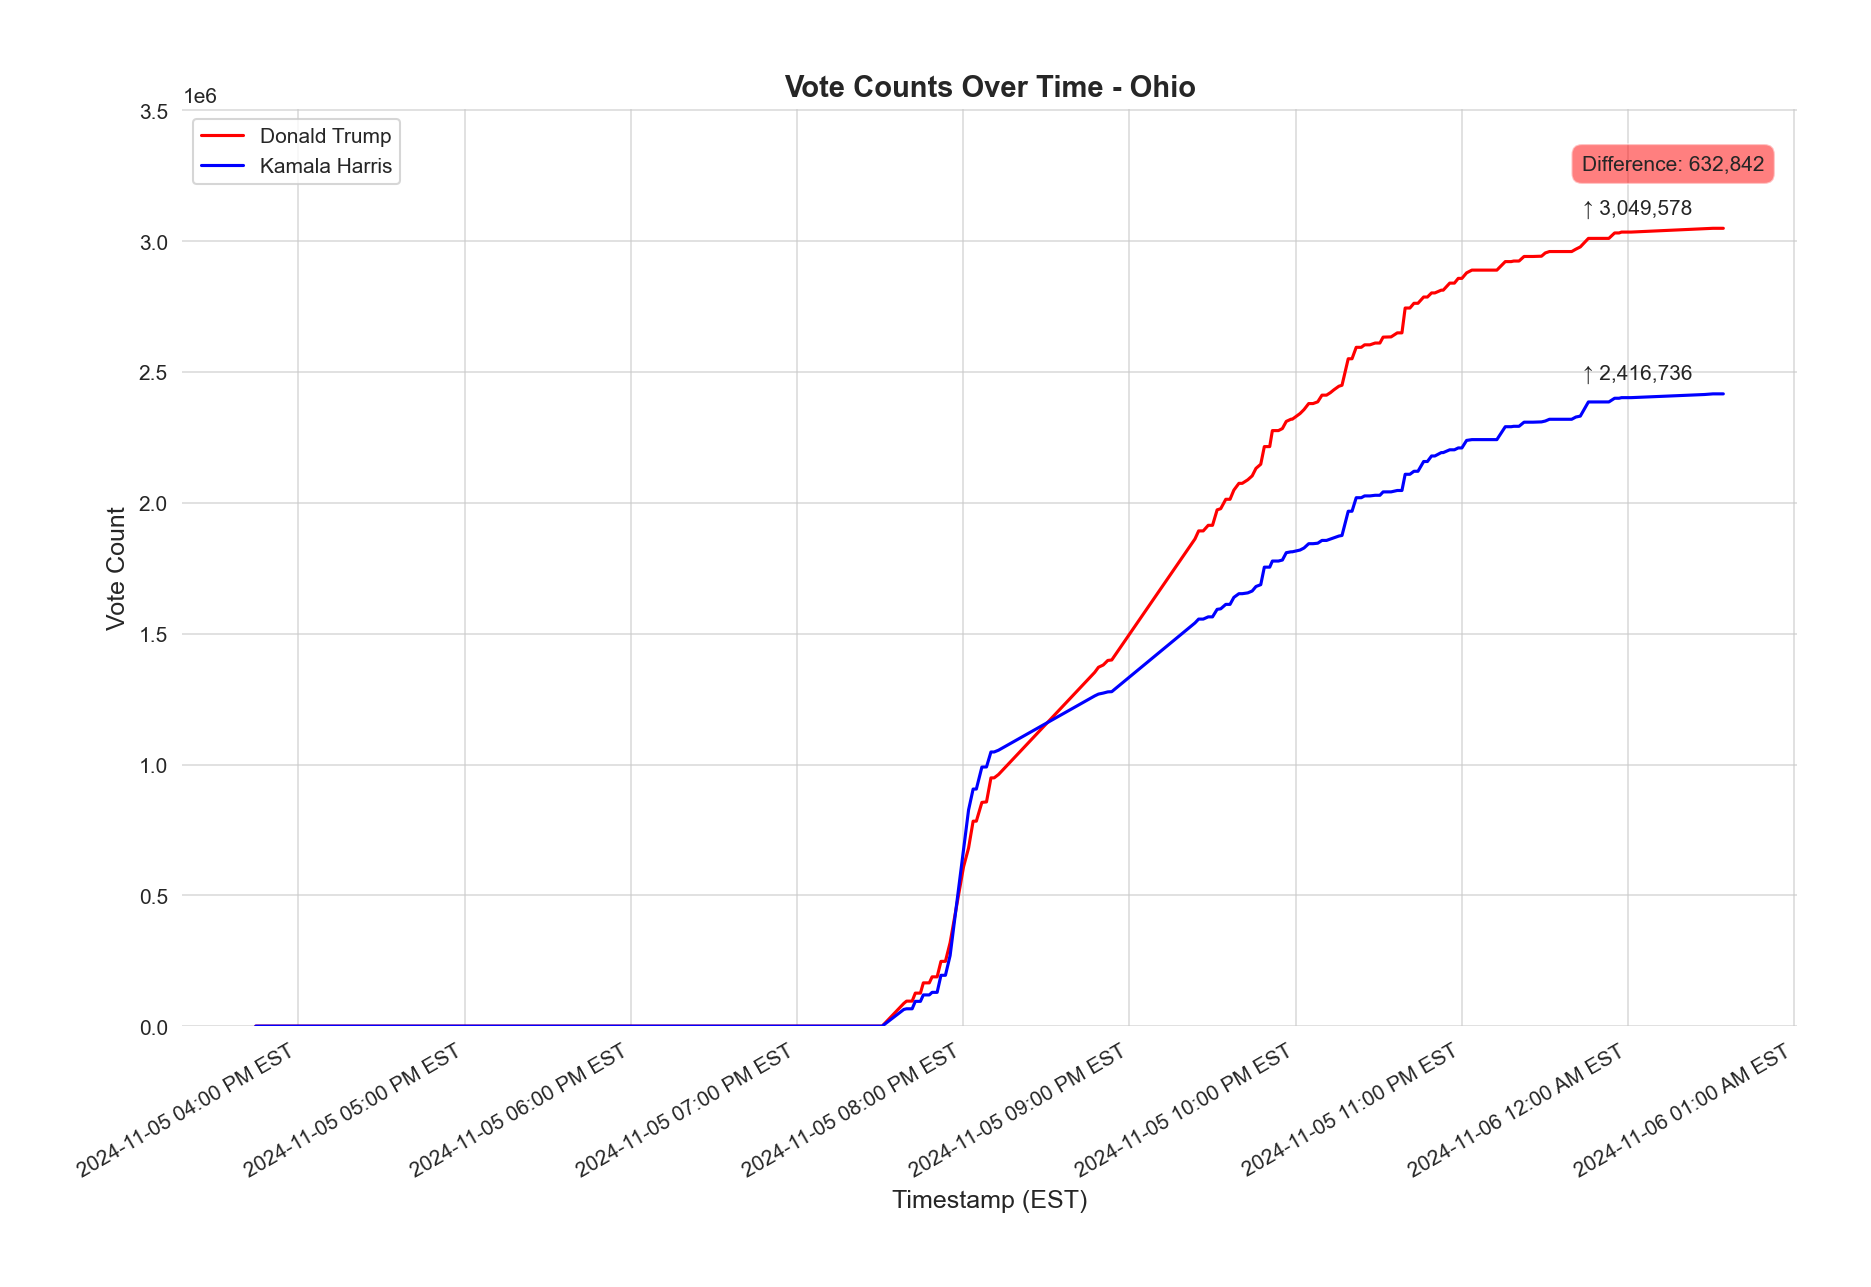 Vote Counts Over Time - Ohio
1e6
3.5
3.0
2.5
2.0
1.5
1.0
0.5
0.0
Vote Count
Donald Trump
Kamala Harris
Difference: 632,842
↑ 3,049,578
↑ 2,416,736
2024-11-05 04:00 PM EST
2024-11-05 05:00 PM EST
2024-11-05 06:00 PM EST
2024-11-05 07:00 PM EST
2024-11-05 08:00 PM EST
2024-11-05 09:00 PM EST
2024-11-05 10:00 PM EST
2024-11-05 11:00 PM EST
2024-11-06 12:00 AM EST
2024-11-06 01:00 AM EST
Timestamp (EST)